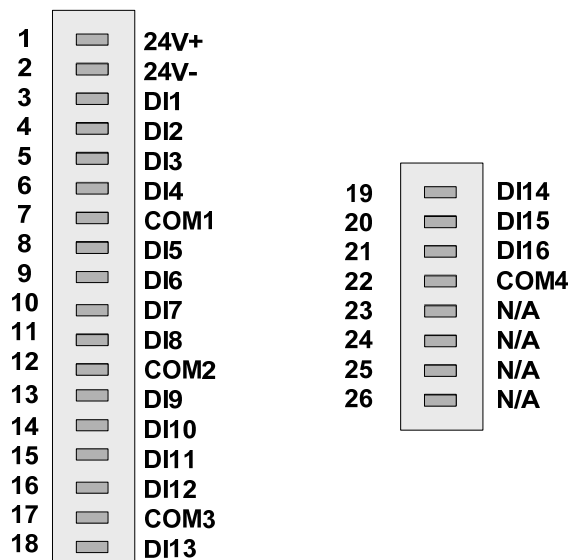 1 24V+
2 24V-
3 DI1
4 DI2
5 DI3
6 DI4
7 COM1
8 DI5
9 DI6
10 DI7
11 DI8
12 COM2
13 DI9
14 DI10
15 DI11
16 DI12
17 COM3
18 DI13
19 DI14
20 DI15
21 DI16
22 COM4
23 N/A
24 N/A
25 N/A
26 N/A